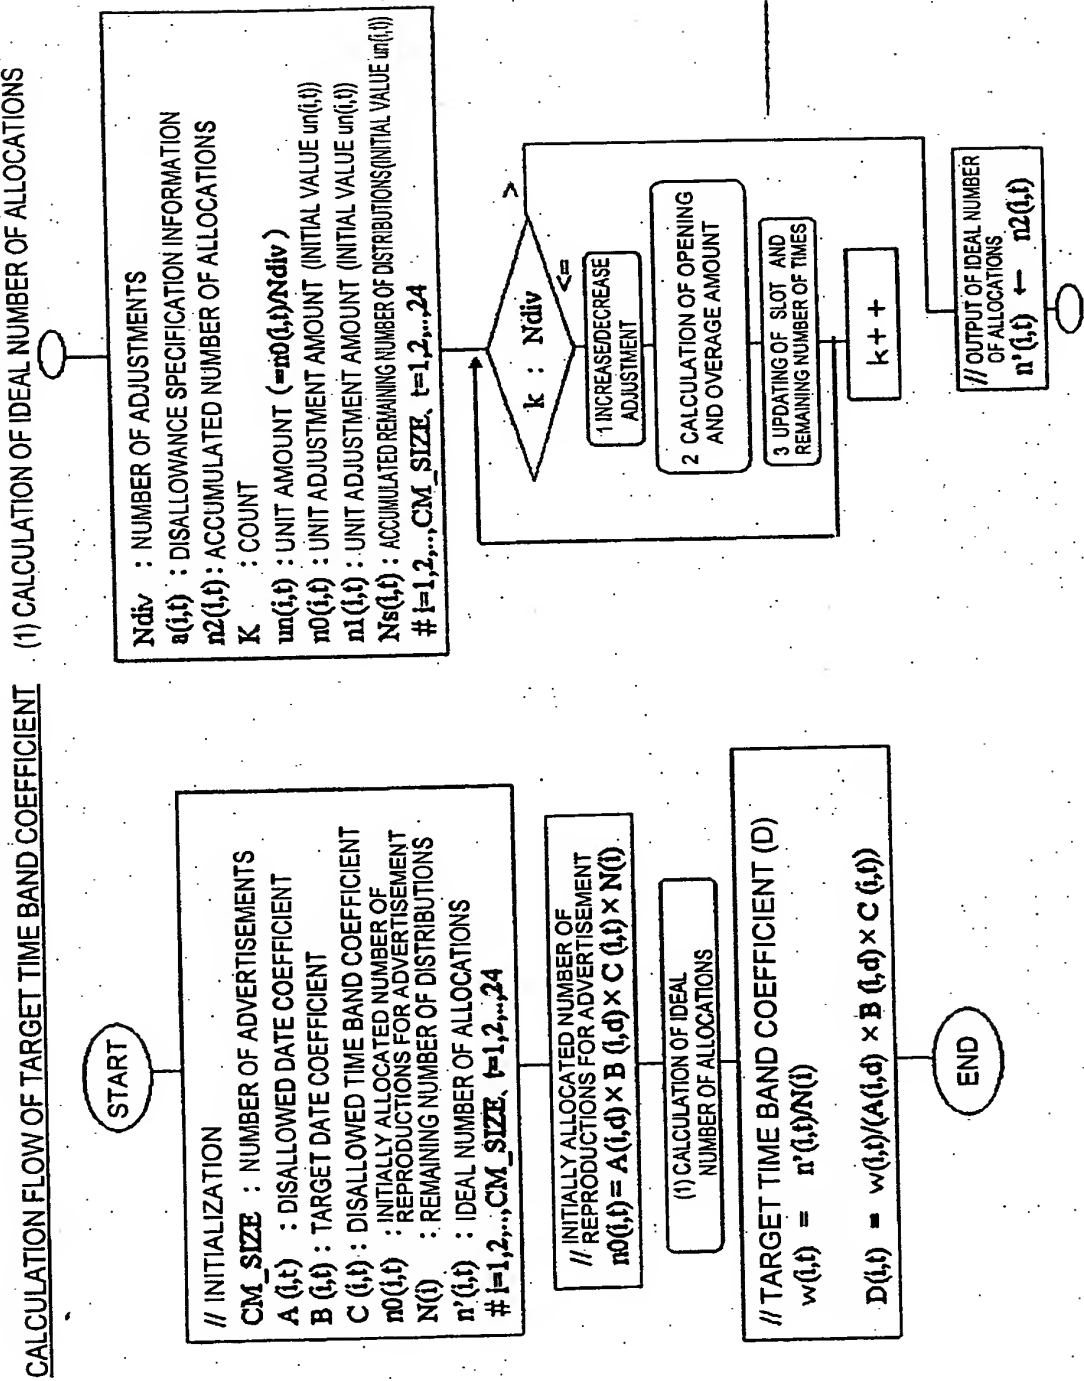 CALCULATION FLOW OF TARGET TIME BAND COEFFICIENT
START
// INITIALIZATION
CM_SIZE : NUMBER OF ADVERTISEMENTS
A (i,t) : DISALLOWED DATE COEFFICIENT
B (i,t) : TARGET DATE COEFFICIENT
C (i,t) : DISALLOWED TIME BAND COEFFICIENT
n0(i,t) : INITIALLY ALLOCATED NUMBER OF
REPRODUCTIONS FOR ADVERTISEMENT
N(i) : REMAINING NUMBER OF DISTRIBUTIONS
n'(i,t) : IDEAL NUMBER OF ALLOCATIONS
# i=1,2,..,CM_SIZE、t=1,2,..,24
// INITIALLY ALLOCATED NUMBER OF
REPRODUCTIONS FOR ADVERTISEMENT
n0(i,t) = A(i,d) × B (i,d) × C (i,t) × N(i)
(1) CALCULATION OF IDEAL
NUMBER OF ALLOCATIONS
// TARGET TIME BAND COEFFICIENT (D)
w(i,t) = n'(i,t)/N(i)
D(i,t) = w(i,t)/(A(i,d) × B (i,d) × C (i,t))
END
(1) CALCULATION OF IDEAL NUMBER OF ALLOCATIONS
Ndiv : NUMBER OF ADJUSTMENTS
a(i,t) : DISALLOWANCE SPECIFICATION INFORMATION
n2(i,t) : ACCUMULATED NUMBER OF ALLOCATIONS
K : COUNT
un(i,t) : UNIT AMOUNT (=n0(i,t)/Ndiv )
n0(i,t) : UNIT ADJUSTMENT AMOUNT (INITIAL VALUE un(i,t))
n1(i,t) : UNIT ADJUSTMENT AMOUNT (INITIAL VALUE un(i,t))
Ns(i,t) : ACCUMULATED REMAINING NUMBER OF DISTRIBUTIONS(INITIAL VALUE un(i,t))
# i=1,2,..,CM_SIZE、t=1,2,..,24
k : Ndiv
>
<=
1 INCREASE/DECREASE
ADJUSTMENT
2 CALCULATION OF OPENING
AND OVERAGE AMOUNT
3 UPDATING OF SLOT AND
REMAINING NUMBER OF TIMES
k + +
// OUTPUT OF IDEAL NUMBER
OF ALLOCATIONS
n'(i,t) ← n2(i,t)